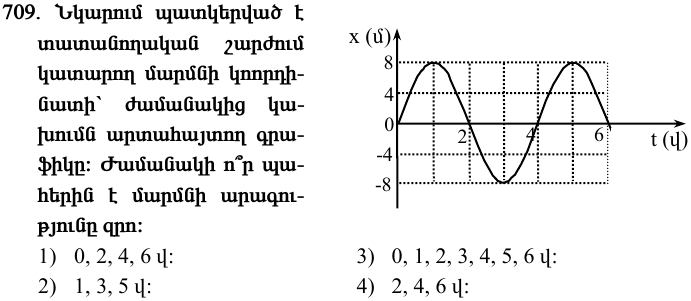 709. Նկարում պատկերված է
տատանողական շարժում
կատարող մարմնի կոորդի-
նատի՝ ժամանակից կա-
խումն արտահայտող գրա-
ֆիկը: Ժամանակի ո՞ր պա-
հերին է մարմնի արագու-
թյունը զրո:
x (մ)
8
4
0
-4
-8
2
4
6
t (վ)
1) 0, 2, 4, 6 վ:
2) 1, 3, 5 վ:
3) 0, 1, 2, 3, 4, 5, 6 վ:
4) 2, 4, 6 վ: